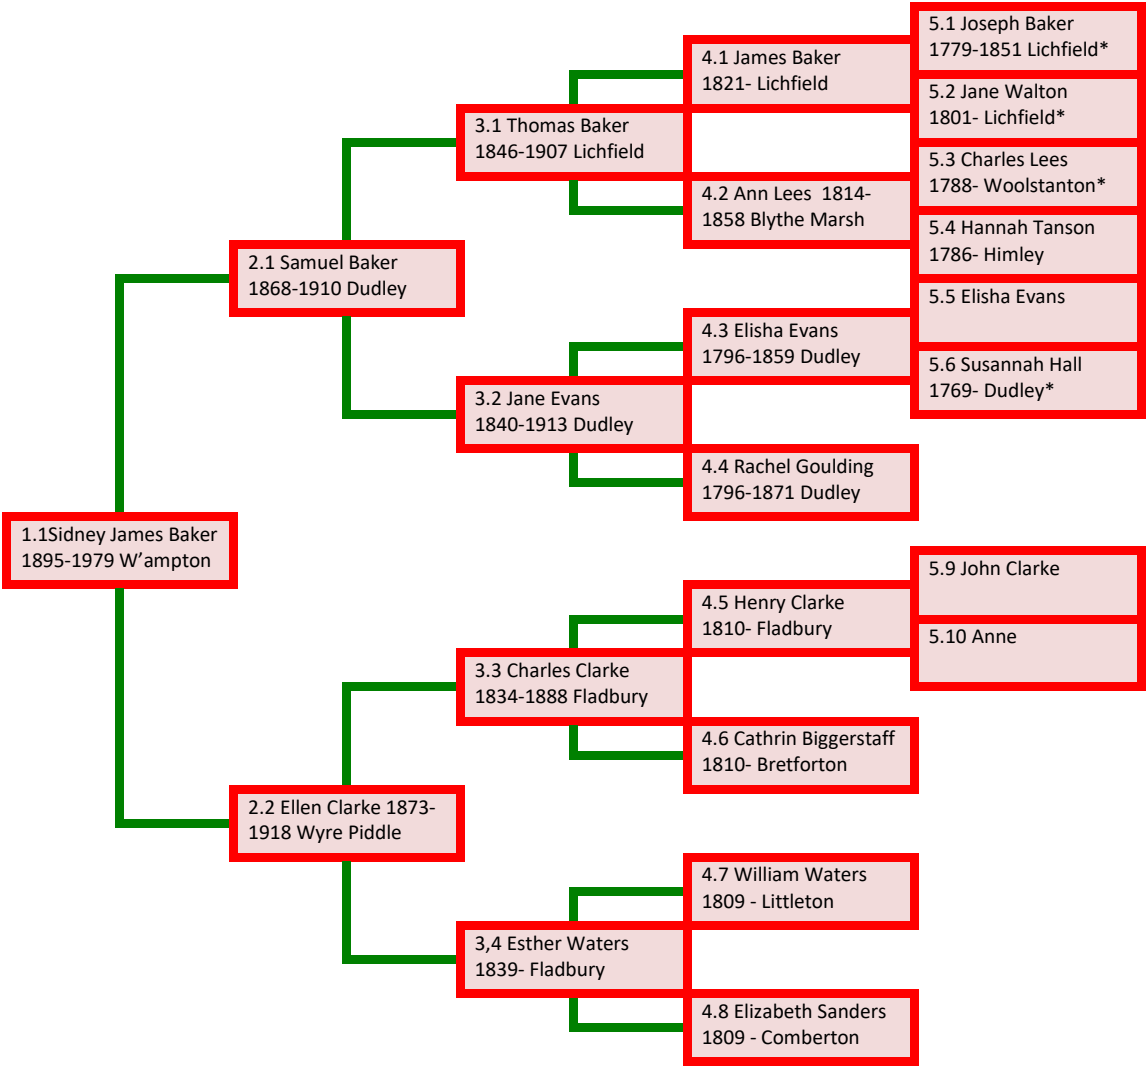 5.1 Joseph Baker
1779-1851 Lichfield*
4.1 James Baker
1821- Lichfield
5.2 Jane Walton
1801- Lichfield*
3.1 Thomas Baker
1846-1907 Lichfield
5.3 Charles Lees
1788- Woolstanton*
4.2 Ann Lees  1814-
1858 Blythe Marsh
5.4 Hannah Tanson
1786- Himley
2.1 Samuel Baker
1868-1910 Dudley
5.5 Elisha Evans
4.3 Elisha Evans
1796-1859 Dudley
5.6 Susannah Hall
1769- Dudley*
3.2 Jane Evans
1840-1913 Dudley
4.4 Rachel Goulding
1796-1871 Dudley
1.1Sidney James Baker
1895-1979 W’ampton
5.9 John Clarke
4.5 Henry Clarke
1810- Fladbury
5.10 Anne
3.3 Charles Clarke
1834-1888 Fladbury
4.6 Cathrin Biggerstaff
1810- Bretforton
2.2 Ellen Clarke 1873-
1918 Wyre Piddle
4.7 William Waters
1809 - Littleton
3,4 Esther Waters
1839- Fladbury
4.8 Elizabeth Sanders
1809 - Comberton